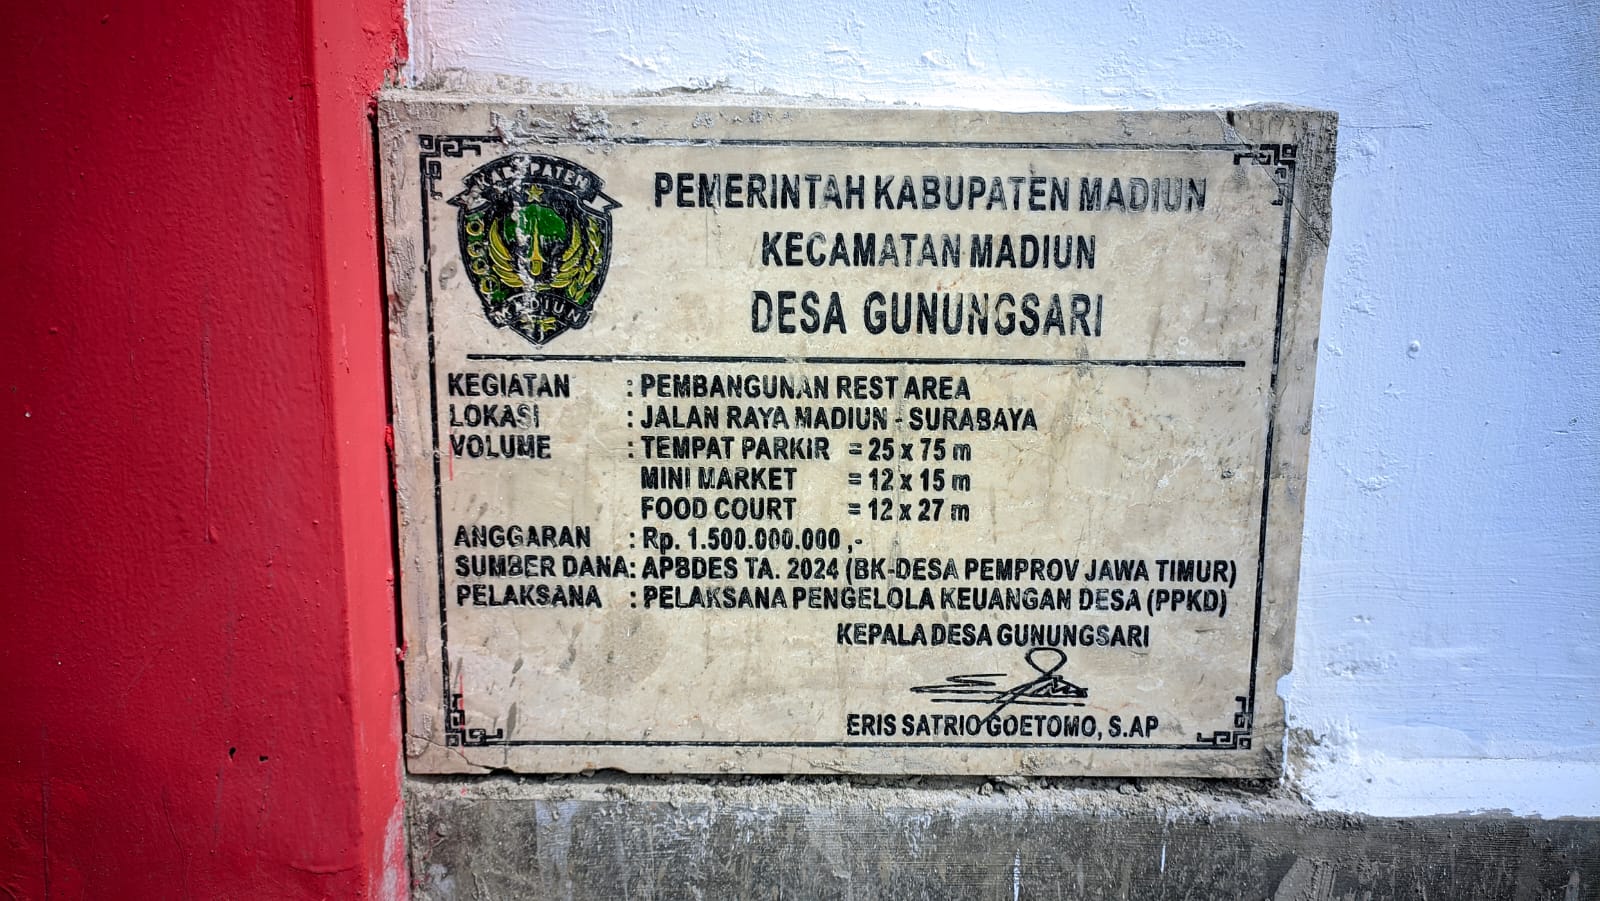 KABUPATEN
MADIUN
PEMERINTAH KABUPATEN MADIUN
KECAMATAN MADIUN
DESA GUNUNGSARI
KEGIATAN : PEMBANGUNAN REST AREA
LOKASI : JALAN RAYA MADIUN - SURABAYA
VOLUME : TEMPAT PARKIR = 25 x 75 m
MINI MARKET = 12 x 15 m
FOOD COURT = 12 x 27 m
ANGGARAN : Rp. 1.500.000.000 ,-
SUMBER DANA: APBDES TA. 2024 (BK-DESA PEMPROV JAWA TIMUR)
PELAKSANA : PELAKSANA PENGELOLA KEUANGAN DESA (PPKD)
KEPALA DESA GUNUNGSARI
ERIS SATRIO GOETOMO, S.AP